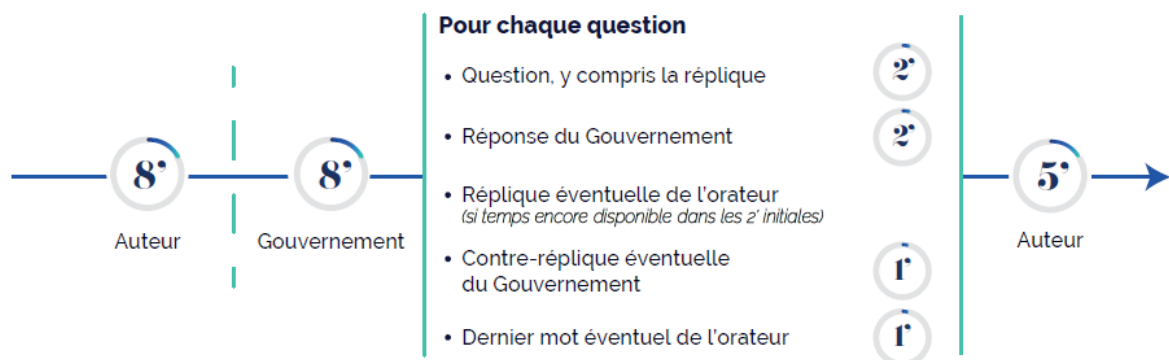 8'
Auteur
8'
Gouvernement
Pour chaque question
• Question, y compris la réplique
2'
• Réponse du Gouvernement
2'
• Réplique éventuelle de l'orateur
(si temps encore disponible dans les 2' initiales)
• Contre-réplique éventuelle
du Gouvernement
1'
• Dernier mot éventuel de l'orateur
1'
5'
Auteur